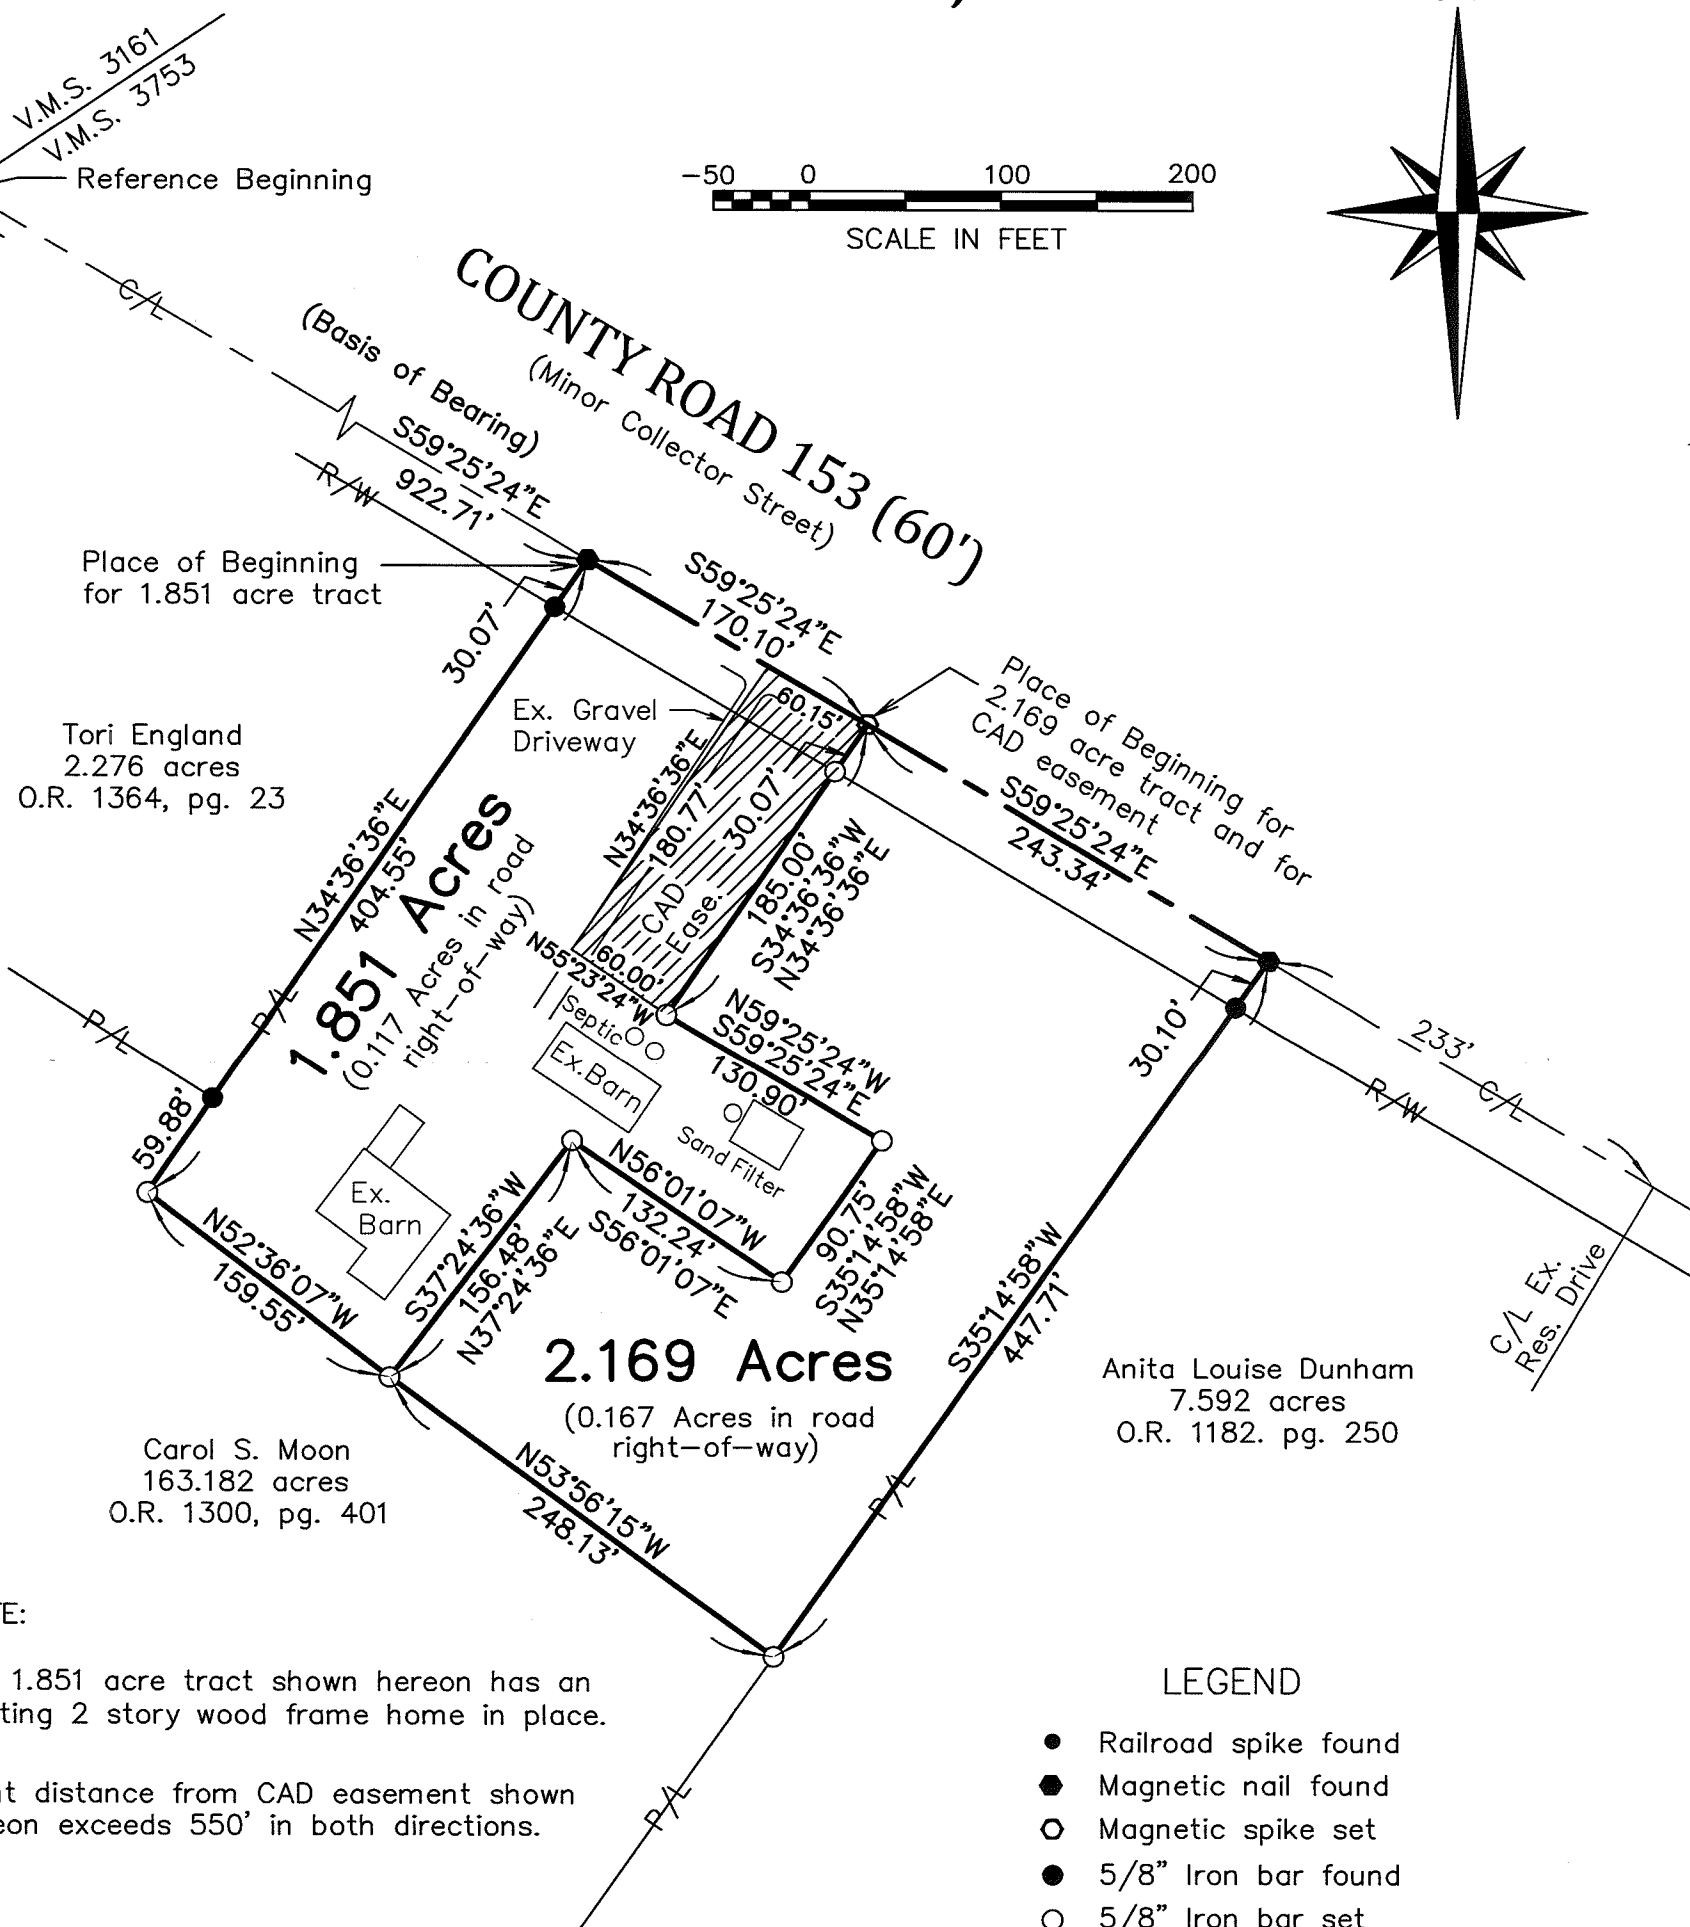 V.M.S. 3161
V.M.S. 3753
Reference Beginning
-50 0 100 200
SCALE IN FEET
C/L
COUNTY ROAD 153 (60')
(Minor Collector Street)
(Basis of Bearing)
S59°25'24"E
922.71'
R/W
Place of Beginning
for 1.851 acre tract
30.07'
S59°25'24"E
170.10'
60.15'
Ex. Gravel
Driveway
Place of Beginning for
2.169 acre tract and for
CAD easement
S59°25'24"E
243.34'
Tori England
2.276 acres
O.R. 1364, pg. 23
N34°36'36"E
404.55'
1.851 Acres
(0.117 Acres in road
right-of-way)
N34°36'36"E
180.77'
30.07'
CAD
Ease.
185.00'
S34°36'36"W
N34°36'36"E
60.00'
N55°23'24"W
Septic
Ex. Barn
N59°25'24"W
S59°25'24"E
130.90'
Sand Filter
30.10'
233'
C/L
R/W
P/L
P/L
59.88'
Ex.
Barn
N52°36'07"W
159.55'
S37°24'36"W
156.48'
N37°24'36"E
N56°01'07"W
132.24'
S56°01'07"E
90.75'
S35°14'58"W
N35°14'58"E
S35°14'58"W
447.71'
C/L Ex.
Res. Drive
2.169 Acres
(0.167 Acres in road
right-of-way)
Anita Louise Dunham
7.592 acres
O.R. 1182. pg. 250
Carol S. Moon
163.182 acres
O.R. 1300, pg. 401
N53°56'15"W
248.13'
P/L
P/L
TE:
1.851 acre tract shown hereon has an
ting 2 story wood frame home in place.
t distance from CAD easement shown
eon exceeds 550' in both directions.
LEGEND
Railroad spike found
Magnetic nail found
Magnetic spike set
5/8" Iron bar found
5/8" Iron bar set